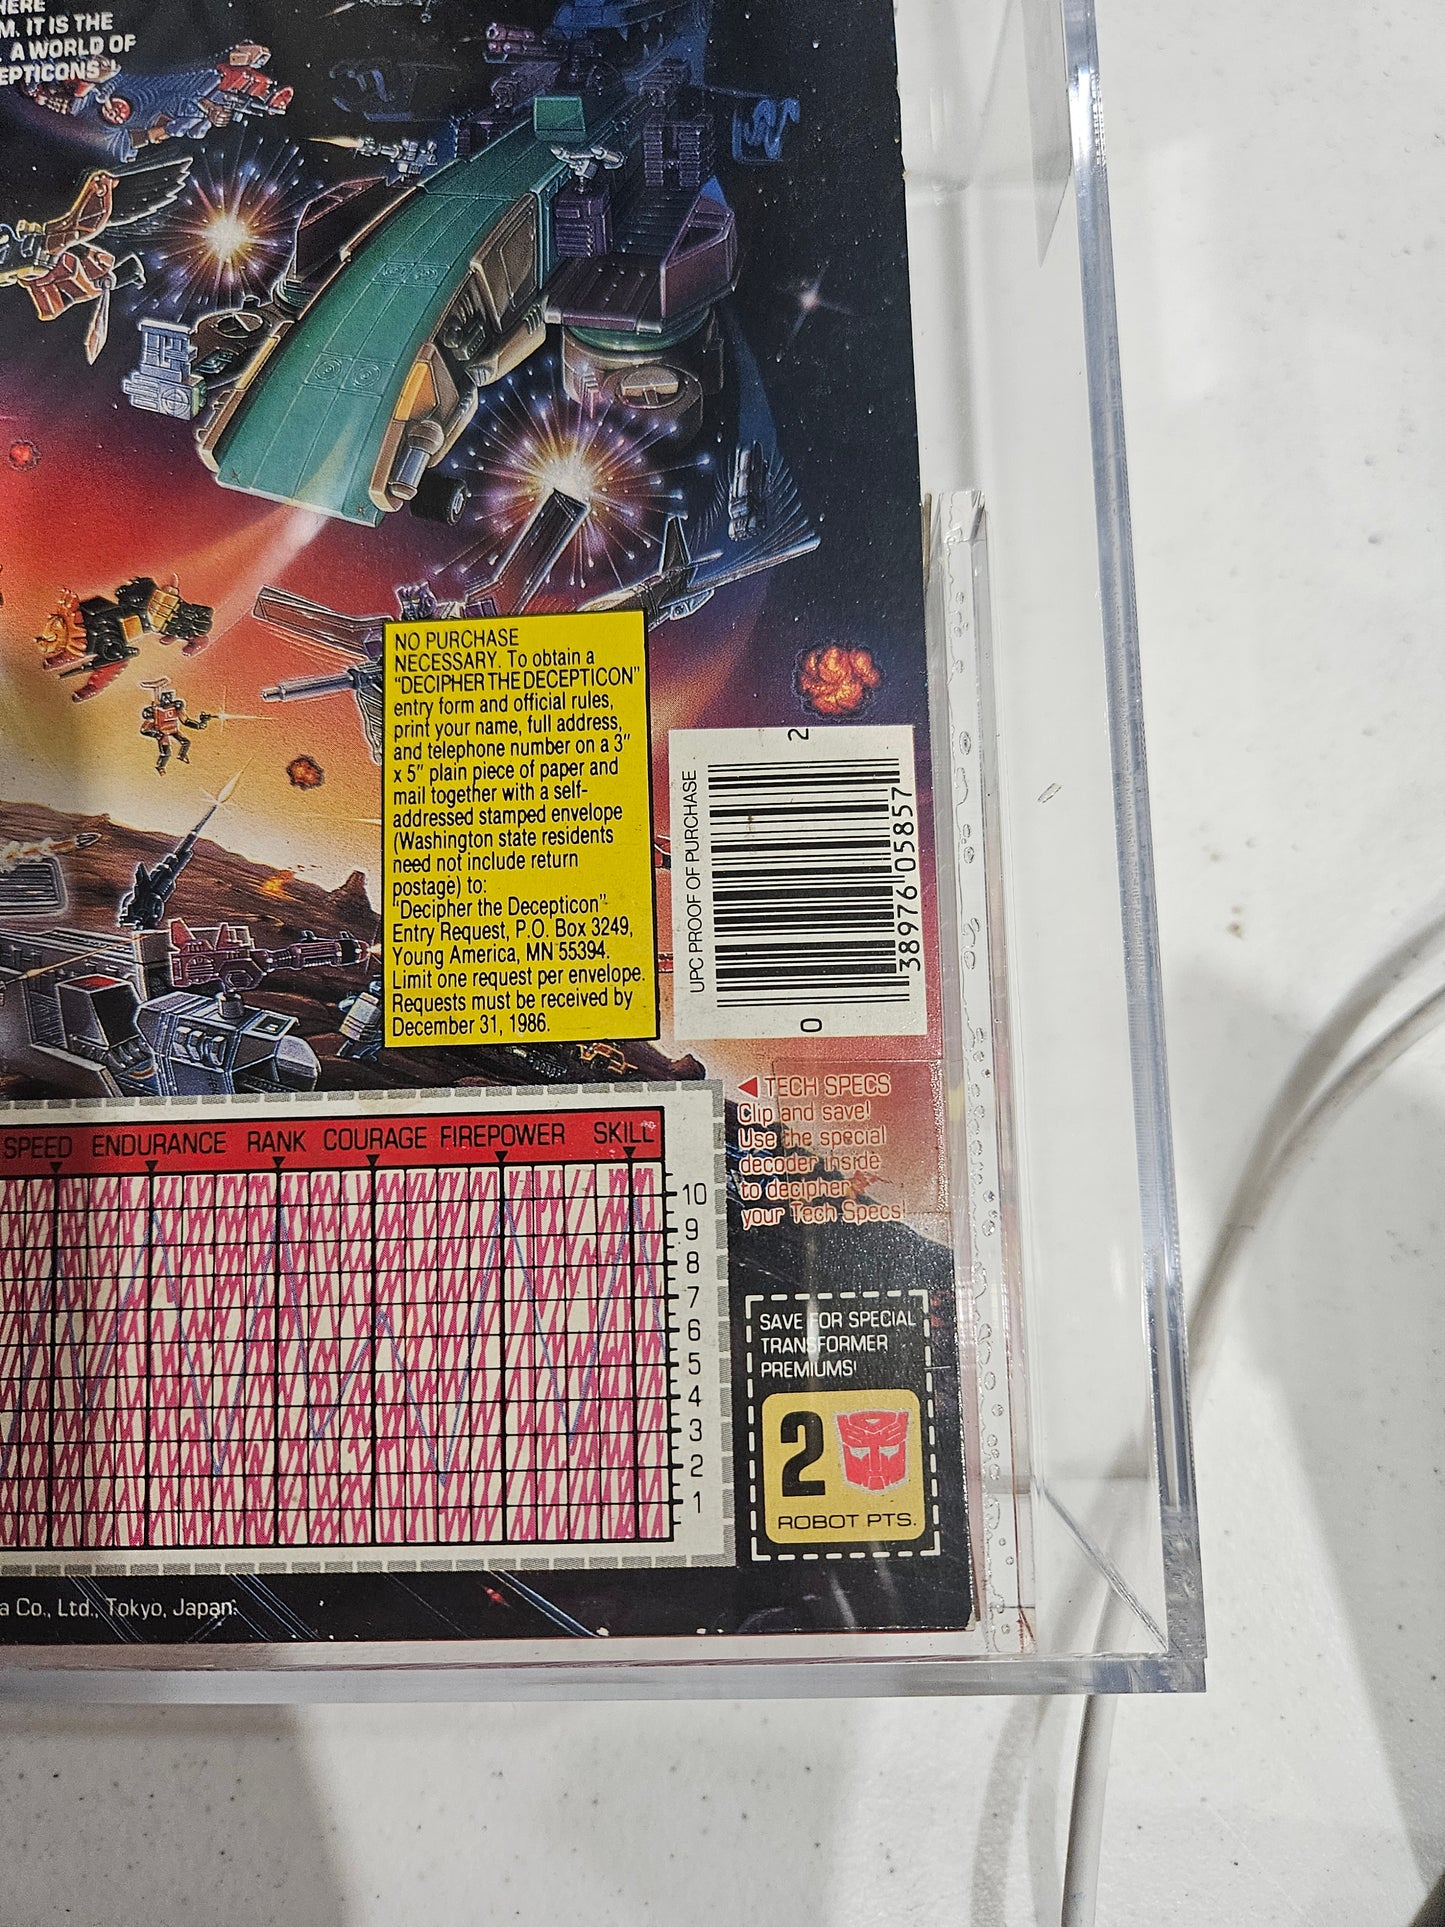 HERE
M. IT IS THE
A WORLD OF
EPTICONS!
NO PURCHASE
NECESSARY. To obtain a
“DECIPHER THE DECEPTICON”
entry form and official rules,
print your name, full address,
and telephone number on a 3”
x 5” plain piece of paper and
mail together with a self-
addressed stamped envelope
(Washington state residents
need not include return
postage) to:
“Decipher the Decepticon”
Entry Request, P.O. Box 3249,
Young America, MN 55394.
Limit one request per envelope.
Requests must be received by
December 31, 1986.
UPC PROOF OF PURCHASE
2
38976 05857
0
◀ TECH SPECS
Clip and save!
Use the special
decoder inside
to decipher
your Tech Specs!
SPEED ENDURANCE RANK COURAGE FIREPOWER SKILL
10
9
8
7
6
5
4
3
2
1
SAVE FOR SPECIAL
TRANSFORMER
PREMIUMS!
2
ROBOT PTS.
a Co., Ltd., Tokyo, Japan.